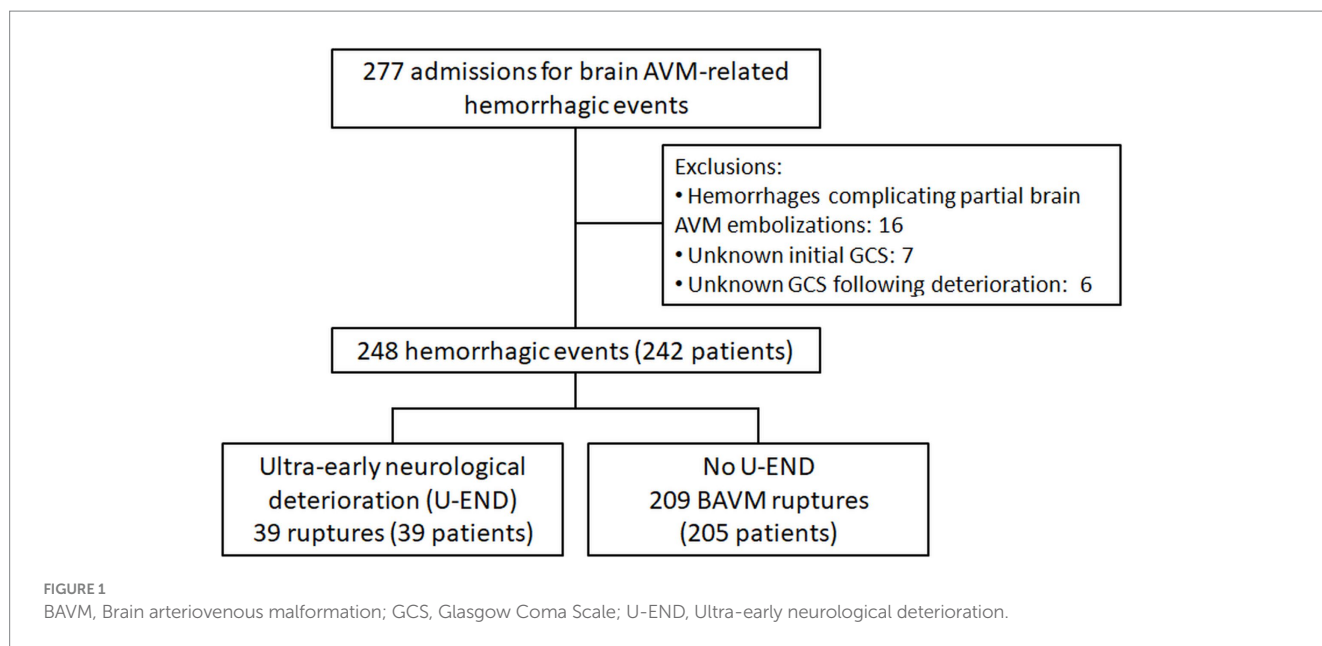 277 admissions for brain AVM-related
hemorrhagic events
Exclusions:
• Hemorrhages complicating partial brain
AVM embolizations: 16
• Unknown initial GCS: 7
• Unknown GCS following deterioration: 6
248 hemorrhagic events (242 patients)
Ultra-early neurological
deterioration (U-END)
39 ruptures (39 patients)
No U-END
209 BAVM ruptures
(205 patients)
FIGURE 1
BAVM, Brain arteriovenous malformation; GCS, Glasgow Coma Scale; U-END, Ultra-early neurological deterioration.